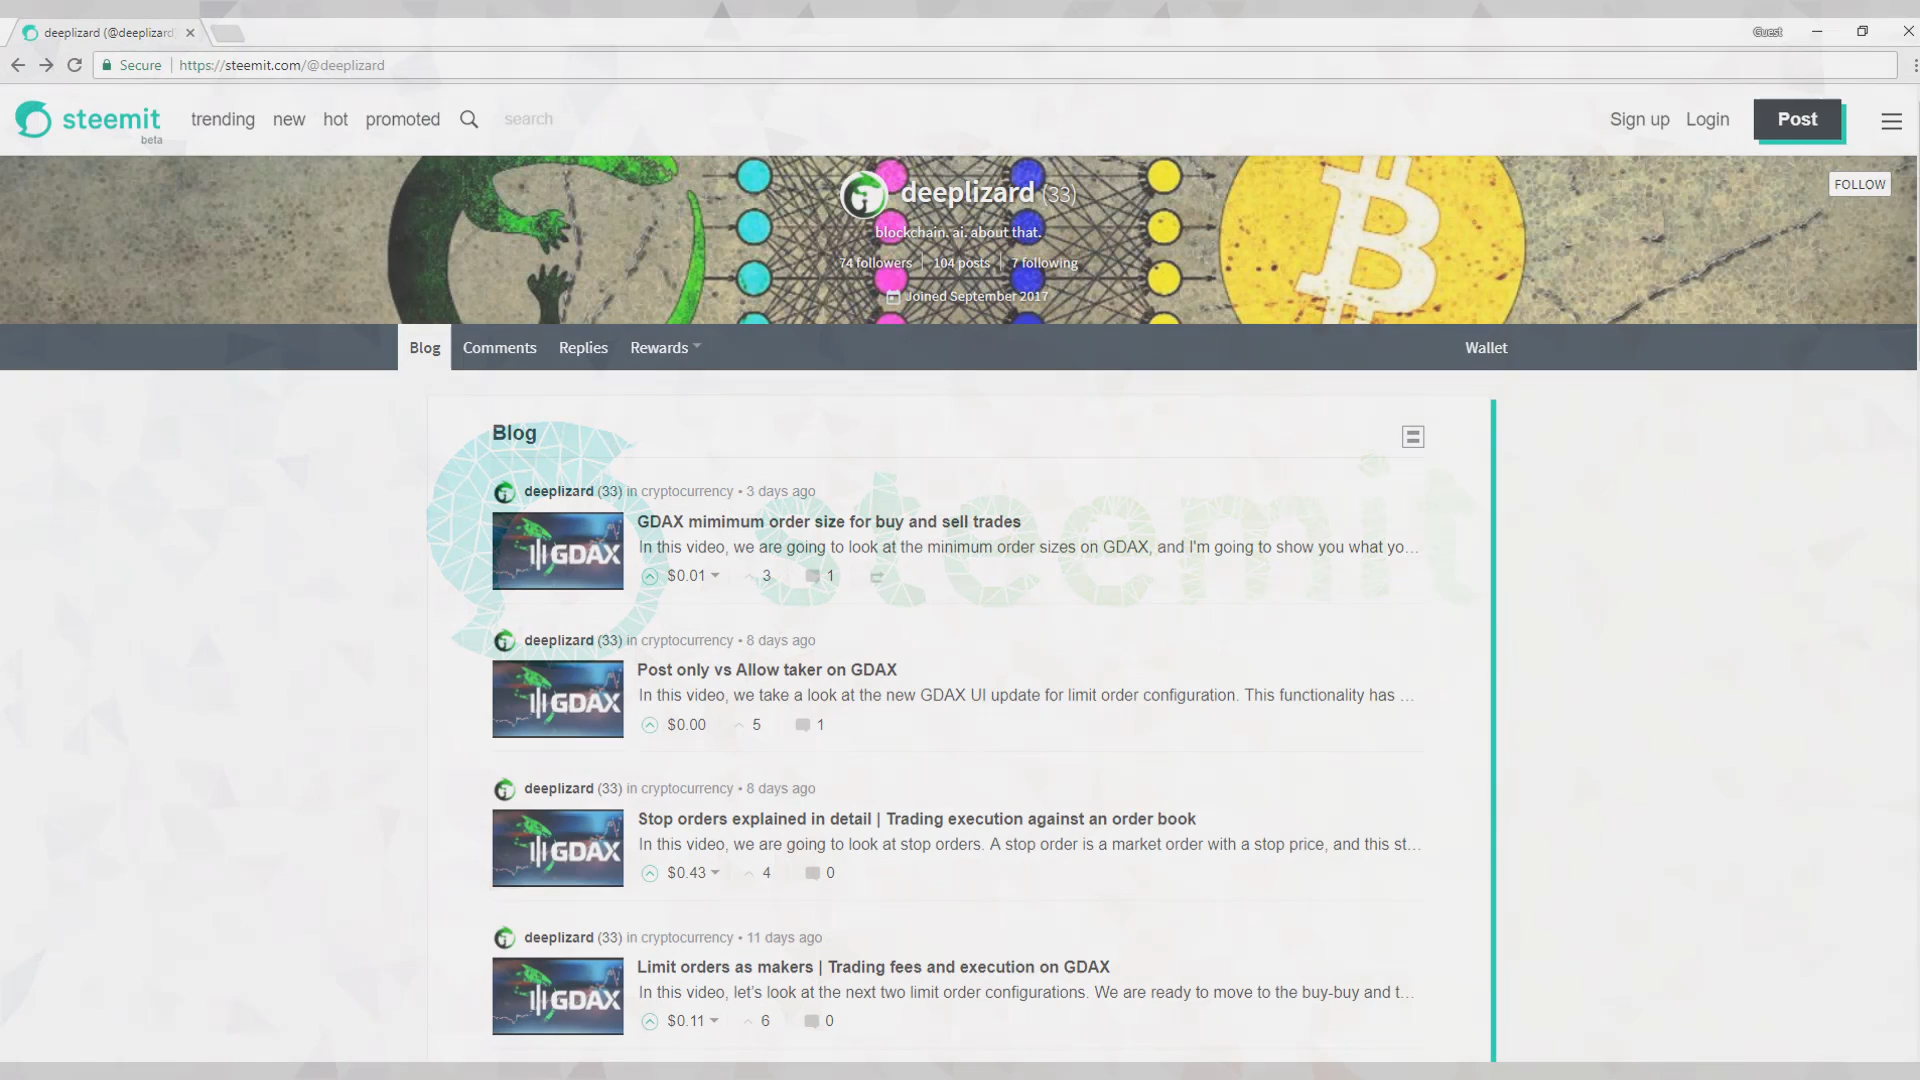 deeplizard (@deeplizard
Guest
Secure | https://steemit.com/@deeplizard
steemit beta
trending new hot promoted search
Sign up Login Post
FOLLOW
deeplizard (33)
blockchain. ai. about that.
74 followers | 104 posts | 7 following
Joined September 2017
Blog Comments Replies Rewards Wallet
steemit
Blog
deeplizard (33) in cryptocurrency • 3 days ago
GDAX
GDAX mimimum order size for buy and sell trades
In this video, we are going to look at the minimum order sizes on GDAX, and I'm going to show you what yo…
$0.01 3 1
deeplizard (33) in cryptocurrency • 8 days ago
GDAX
Post only vs Allow taker on GDAX
In this video, we take a look at the new GDAX UI update for limit order configuration. This functionality has …
$0.00 5 1
deeplizard (33) in cryptocurrency • 8 days ago
GDAX
Stop orders explained in detail | Trading execution against an order book
In this video, we are going to look at stop orders. A stop order is a market order with a stop price, and this st…
$0.43 4 0
deeplizard (33) in cryptocurrency • 11 days ago
GDAX
Limit orders as makers | Trading fees and execution on GDAX
In this video, let's look at the next two limit order configurations. We are ready to move to the buy-buy and t…
$0.11 6 0